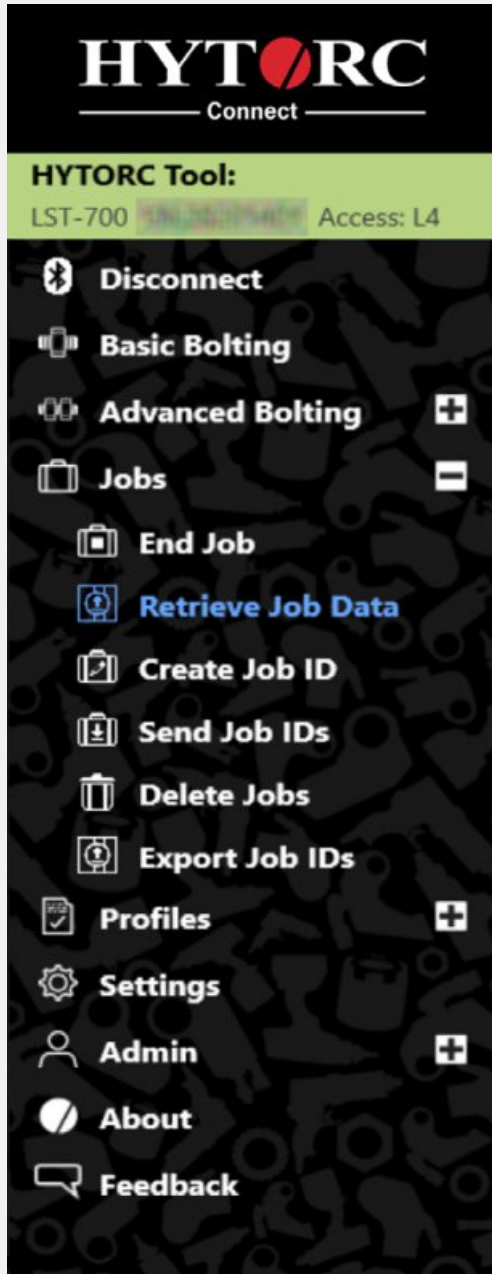 HYTORC
Connect
HYTORC Tool:
LST-700 Access: L4
Disconnect
Basic Bolting
Advanced Bolting
Jobs
End Job
Retrieve Job Data
Create Job ID
Send Job IDs
Delete Jobs
Export Job IDs
Profiles
Settings
Admin
About
Feedback